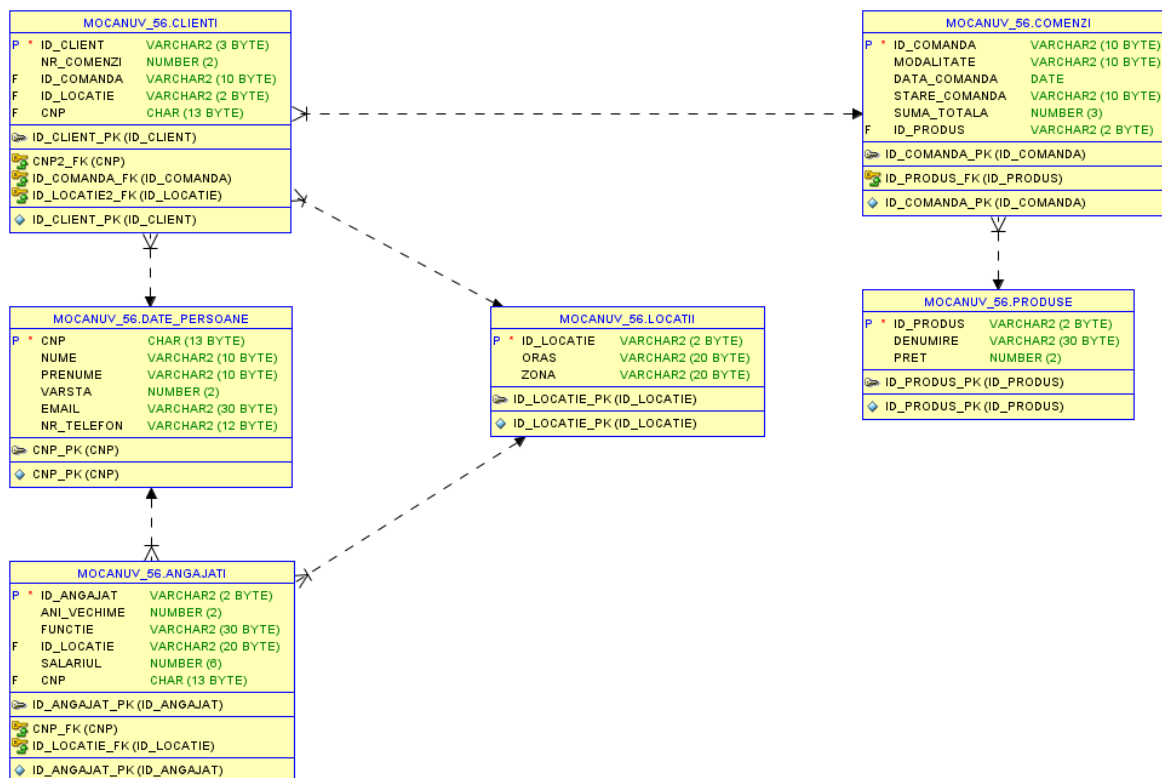 MOCANUV_56.CLIENTI
P * ID_CLIENT VARCHAR2 (3 BYTE)
NR_COMENZI NUMBER (2)
F ID_COMANDA VARCHAR2 (10 BYTE)
F ID_LOCATIE VARCHAR2 (2 BYTE)
F CNP CHAR (13 BYTE)
ID_CLIENT_PK (ID_CLIENT)
CNP2_FK (CNP)
ID_COMANDA_FK (ID_COMANDA)
ID_LOCATIE2_FK (ID_LOCATIE)
ID_CLIENT_PK (ID_CLIENT)
MOCANUV_56.COMENZI
P * ID_COMANDA VARCHAR2 (10 BYTE)
MODALITATE VARCHAR2 (10 BYTE)
DATA_COMANDA DATE
STARE_COMANDA VARCHAR2 (10 BYTE)
SUMA_TOTALA NUMBER (3)
F ID_PRODUS VARCHAR2 (2 BYTE)
ID_COMANDA_PK (ID_COMANDA)
ID_PRODUS_FK (ID_PRODUS)
ID_COMANDA_PK (ID_COMANDA)
MOCANUV_56.DATE_PERSOANE
P * CNP CHAR (13 BYTE)
NUME VARCHAR2 (10 BYTE)
PRENUME VARCHAR2 (10 BYTE)
VARSTA NUMBER (2)
EMAIL VARCHAR2 (30 BYTE)
NR_TELEFON VARCHAR2 (12 BYTE)
CNP_PK (CNP)
CNP_PK (CNP)
MOCANUV_56.LOCATII
P * ID_LOCATIE VARCHAR2 (2 BYTE)
ORAS VARCHAR2 (20 BYTE)
ZONA VARCHAR2 (20 BYTE)
ID_LOCATIE_PK (ID_LOCATIE)
ID_LOCATIE_PK (ID_LOCATIE)
MOCANUV_56.PRODUSE
P * ID_PRODUS VARCHAR2 (2 BYTE)
DENUMIRE VARCHAR2 (30 BYTE)
PRET NUMBER (2)
ID_PRODUS_PK (ID_PRODUS)
ID_PRODUS_PK (ID_PRODUS)
MOCANUV_56.ANGAJATI
P * ID_ANGAJAT VARCHAR2 (2 BYTE)
ANI_VECHIME NUMBER (2)
FUNCTIE VARCHAR2 (30 BYTE)
F ID_LOCATIE VARCHAR2 (20 BYTE)
SALARIUL NUMBER (6)
F CNP CHAR (13 BYTE)
ID_ANGAJAT_PK (ID_ANGAJAT)
CNP_FK (CNP)
ID_LOCATIE_FK (ID_LOCATIE)
ID_ANGAJAT_PK (ID_ANGAJAT)